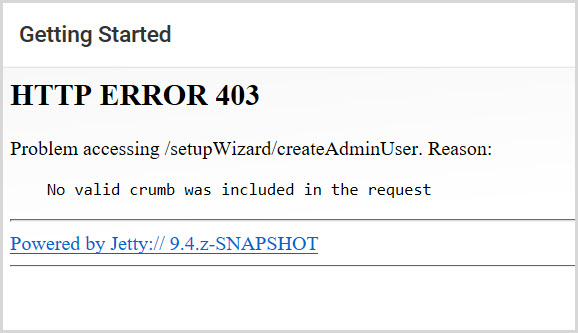 Getting Started
HTTP ERROR 403
Problem accessing /setupWizard/createAdminUser. Reason:
No valid crumb was included in the request
Powered by Jetty:// 9.4.z-SNAPSHOT